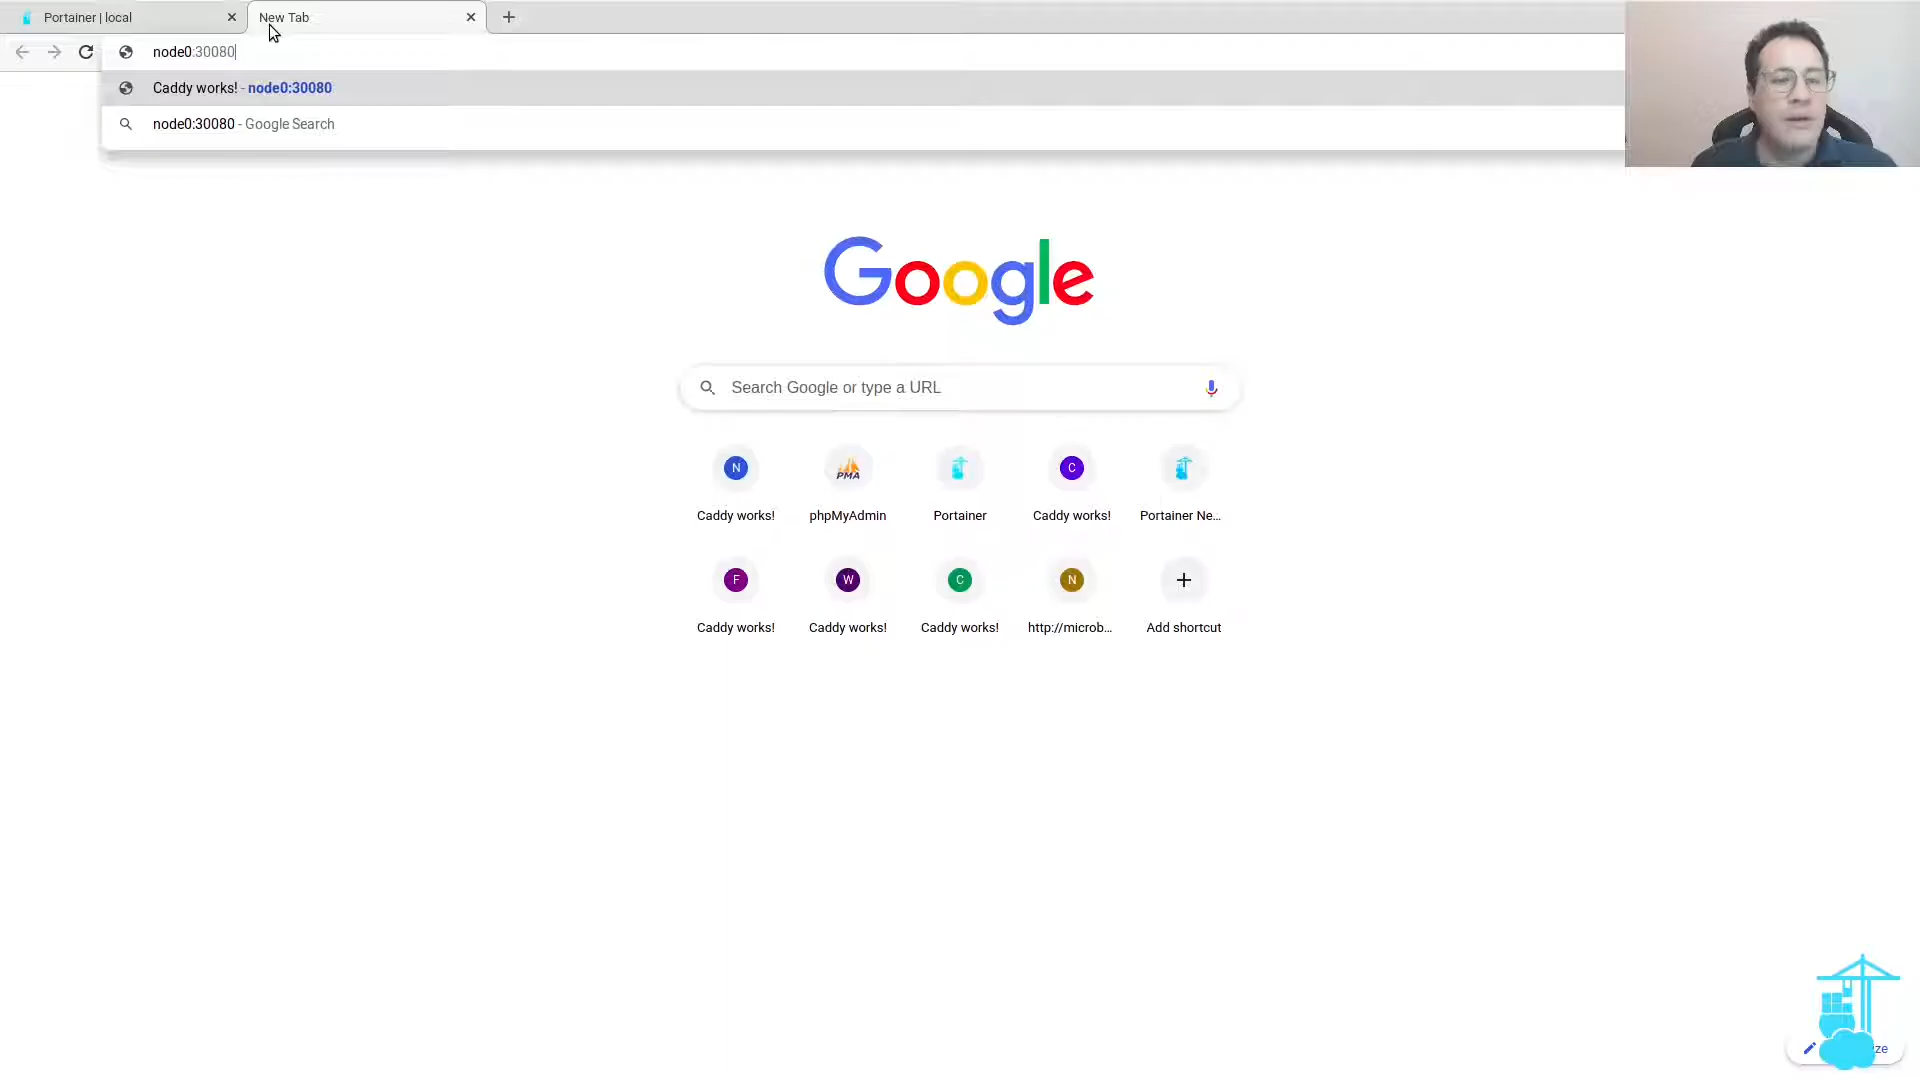 Portainer | local
New Tab
node0:30080
Caddy works! - node0:30080
node0:30080 - Google Search
Google
Search Google or type a URL
N
PMA
C
Caddy works!
phpMyAdmin
Portainer
Caddy works!
Portainer Ne...
F
W
C
N
Caddy works!
Caddy works!
Caddy works!
http://microb...
Add shortcut
ze